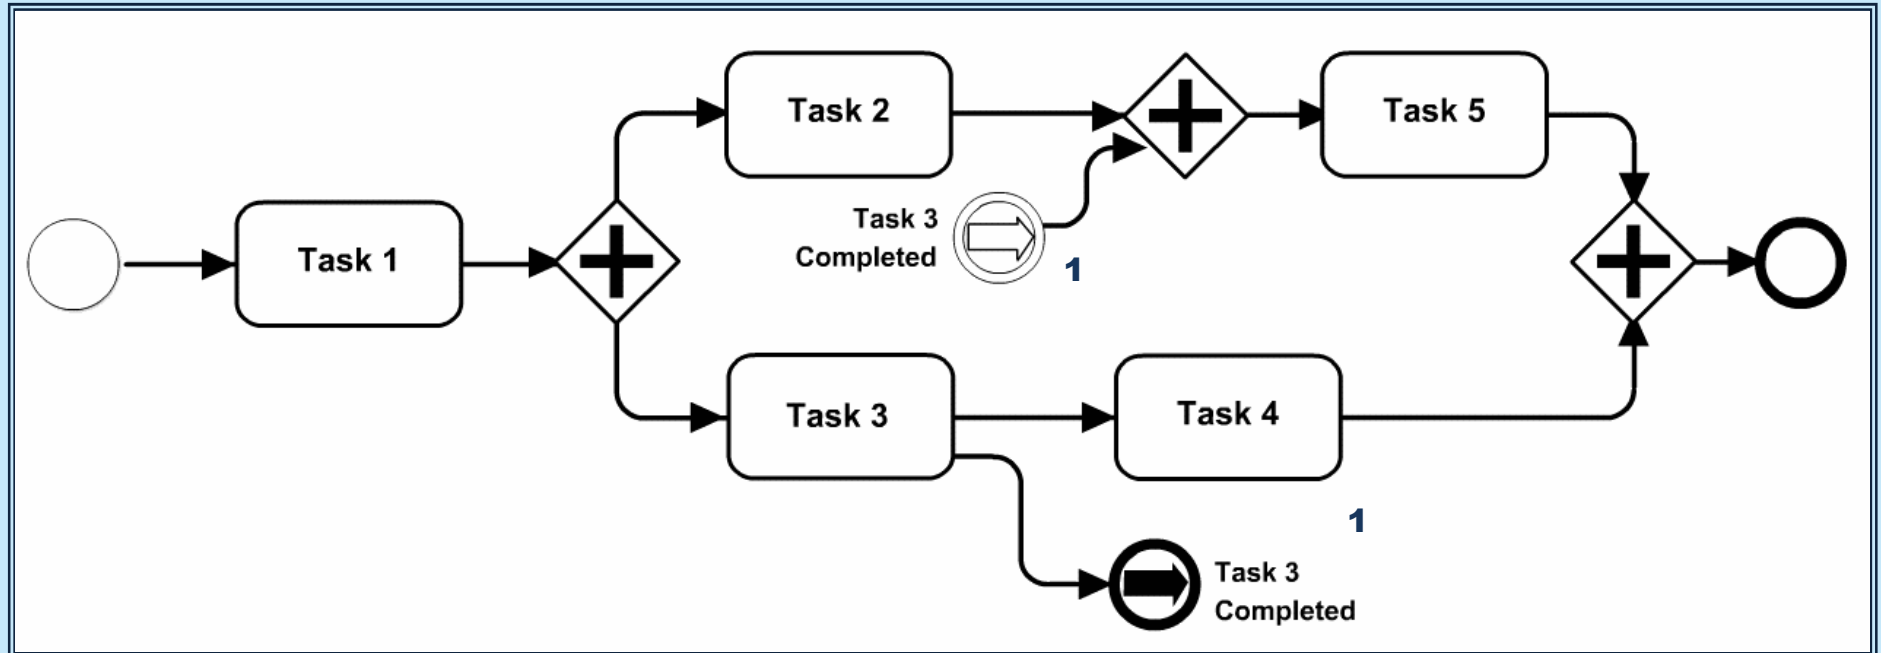 Task 2
Task 5
Task 3
Completed
1
Task 1
Task 3
Task 4
1
Task 3
Completed